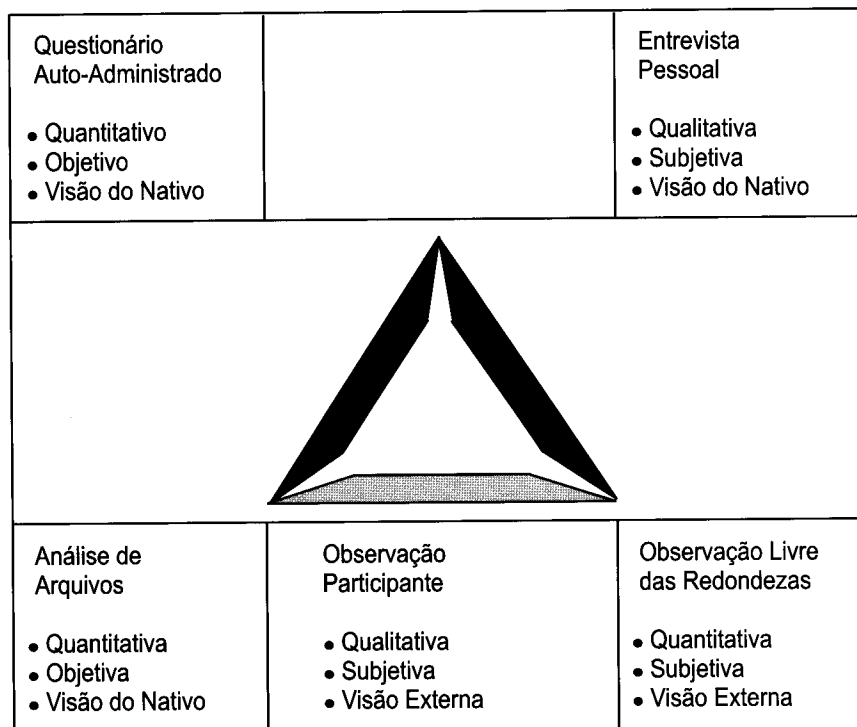 Questionário
Auto-Administrado
• Quantitativo
• Objetivo
• Visão do Nativo
Entrevista
Pessoal
• Qualitativa
• Subjetiva
• Visão do Nativo
Análise de
Arquivos
• Quantitativa
• Objetiva
• Visão do Nativo
Observação
Participante
• Qualitativa
• Subjetiva
• Visão Externa
Observação Livre
das Redondezas
• Quantitativa
• Subjetiva
• Visão Externa